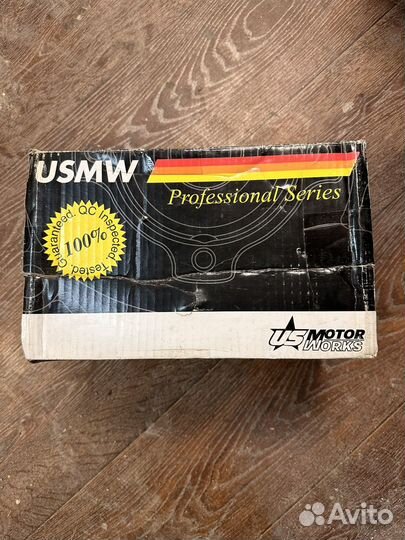 USMW
Professional Series
Guaranteed. QC Inspected. Tested
100%
US MOTOR
WORKS
Avito